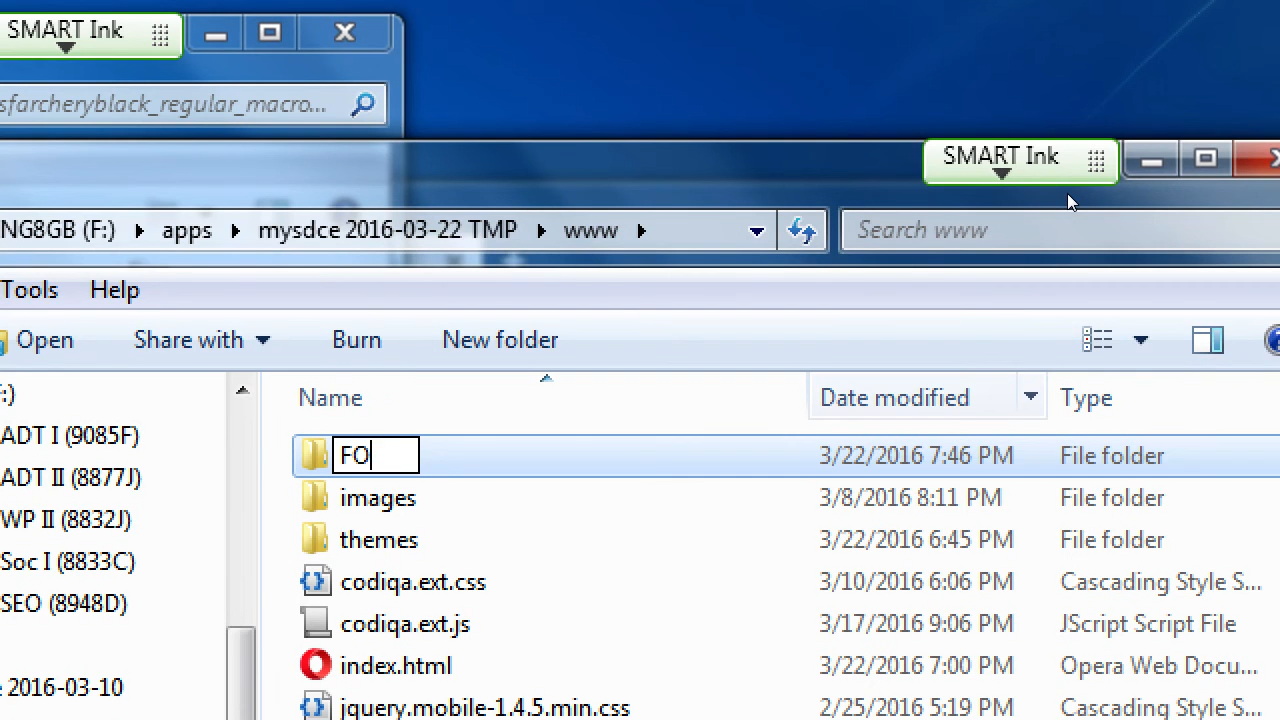 SMART Ink
sfarcheryblack_regular_macro...
SMART Ink
NG8GB (F:) apps mysdce 2016-03-22 TMP www
Search www
Tools Help
Open Share with Burn New folder
Name Date modified Type
:)
ADT I (9085F)
ADT II (8877J)
WP II (8832J)
Soc I (8833C)
SEO (8948D)
2016-03-10
FO 3/22/2016 7:46 PM File folder
images 3/8/2016 8:11 PM File folder
themes 3/22/2016 6:45 PM File folder
codiqa.ext.css 3/10/2016 6:06 PM Cascading Style S...
codiqa.ext.js 3/17/2016 9:06 PM JScript Script File
index.html 3/22/2016 7:00 PM Opera Web Docu...
jquery.mobile-1.4.5.min.css 2/25/2016 5:19 PM Cascading Style S...